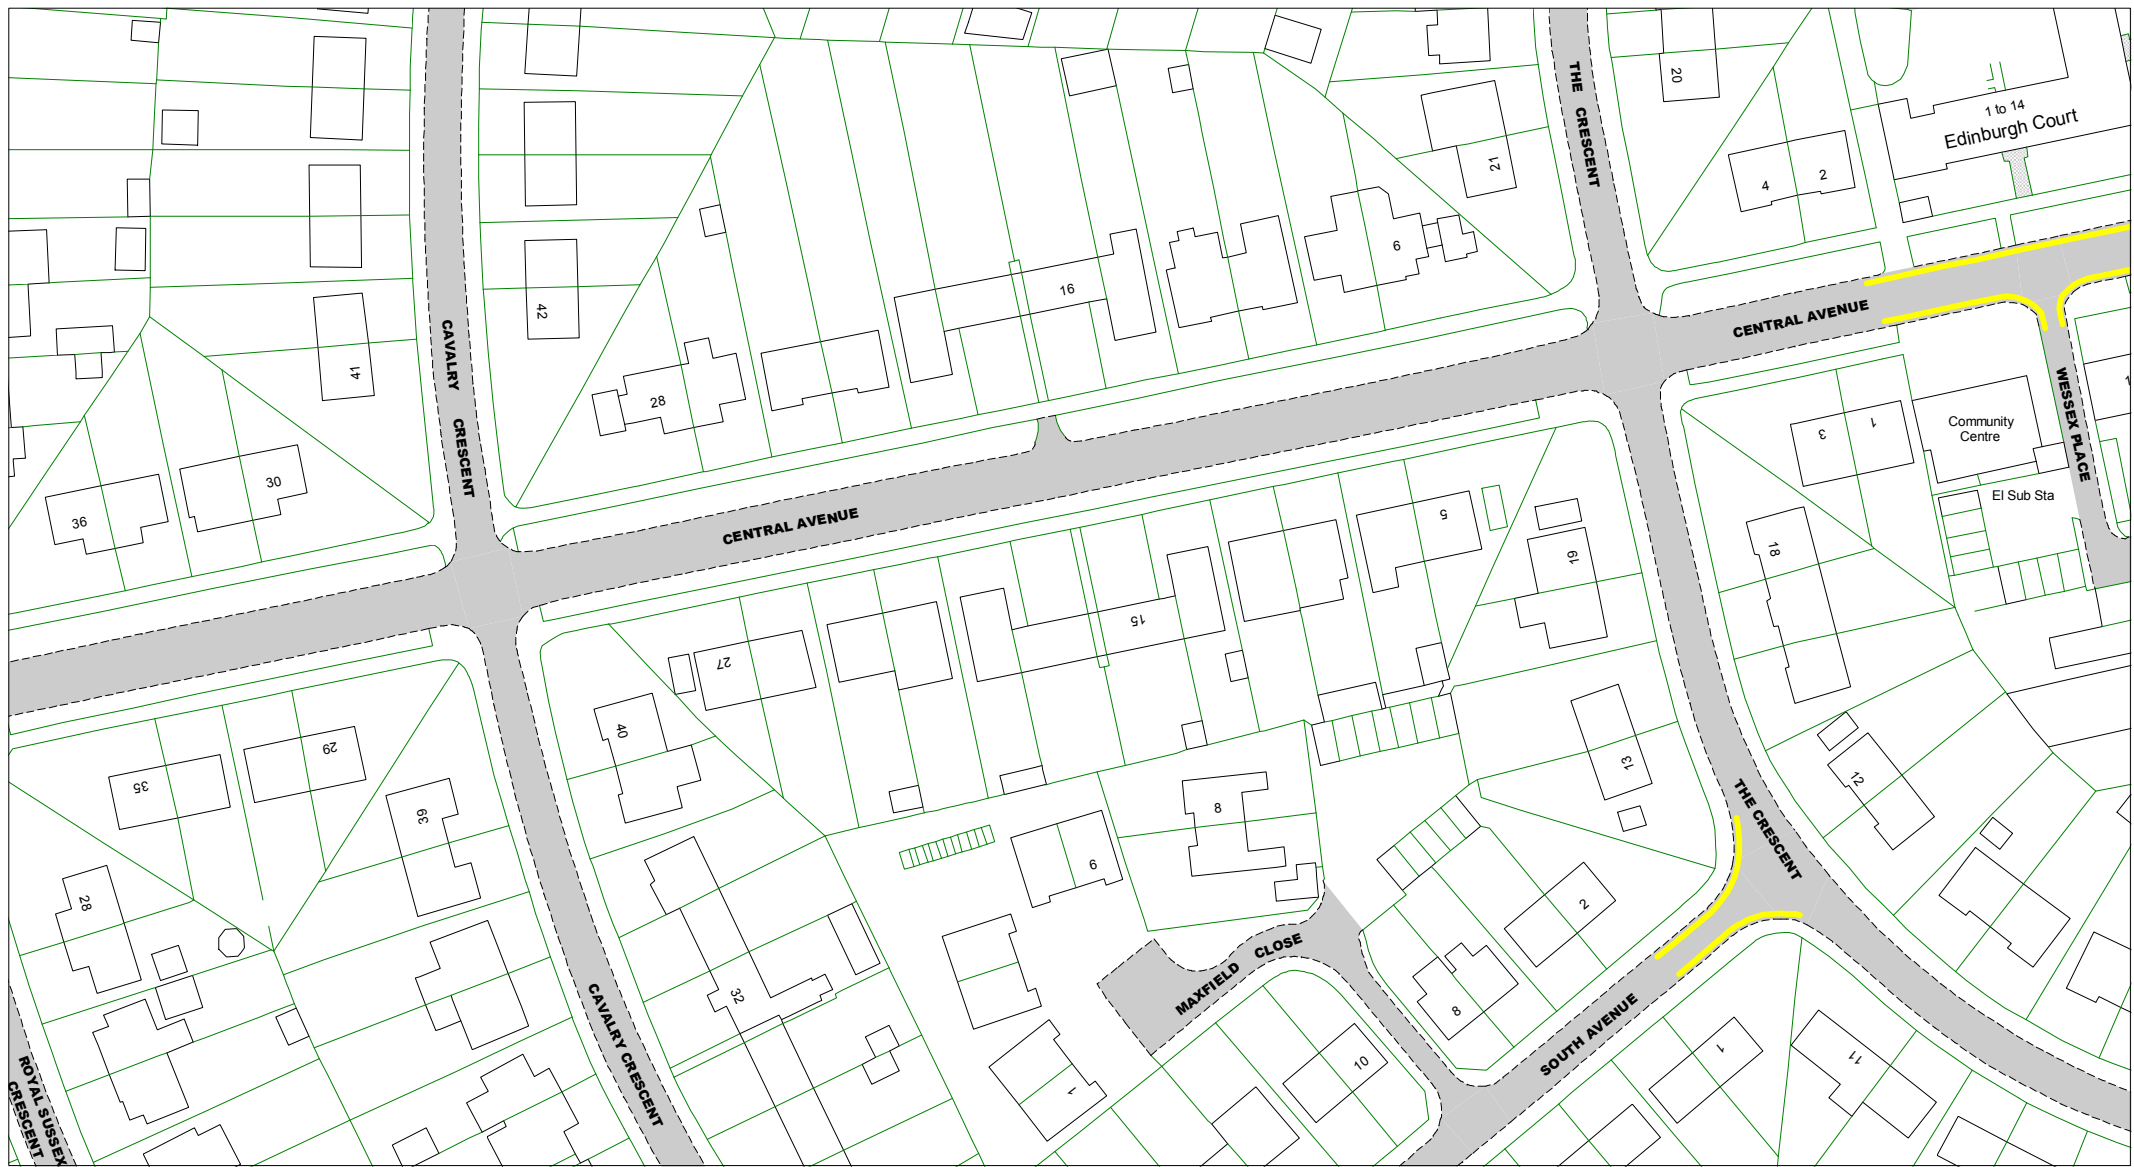 THE CRESCENT
20
1 to 14
Edinburgh Court
21
4
2
6
16
42
CAVALRY CRESCENT
41
28
CENTRAL AVENUE
WESSEX PLACE
1
3
1
Community
Centre
El Sub Sta
30
36
CENTRAL AVENUE
5
19
18
15
27
40
29
35
39
28
13
12
THE CRESCENT
8
9
2
8
MAXFIELD CLOSE
32
CAVALRY CRESCENT
10
1
SOUTH AVENUE
1
11
ROYAL SUSSEX
CRESCENT